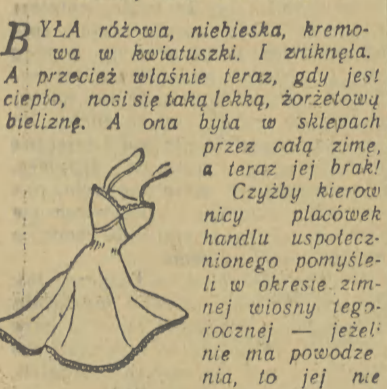 BYŁA różowa, niebieska, kremo-
wa w kwiatuszki. I zniknęła.
A przecież właśnie teraz, gdy jest
ciepło, nosi się taką lekką, żorżetową
bieliznę. A ona była w sklepach
przez całą zimę,
a teraz jej brak!
Czyżby kierow
nicy placówek
handlu uspołecz-
nionego pomyśle-
li w okresie zim-
nej wiosny tego-
rocznej — jeżeli
nie ma powodze
nia, to jej nie